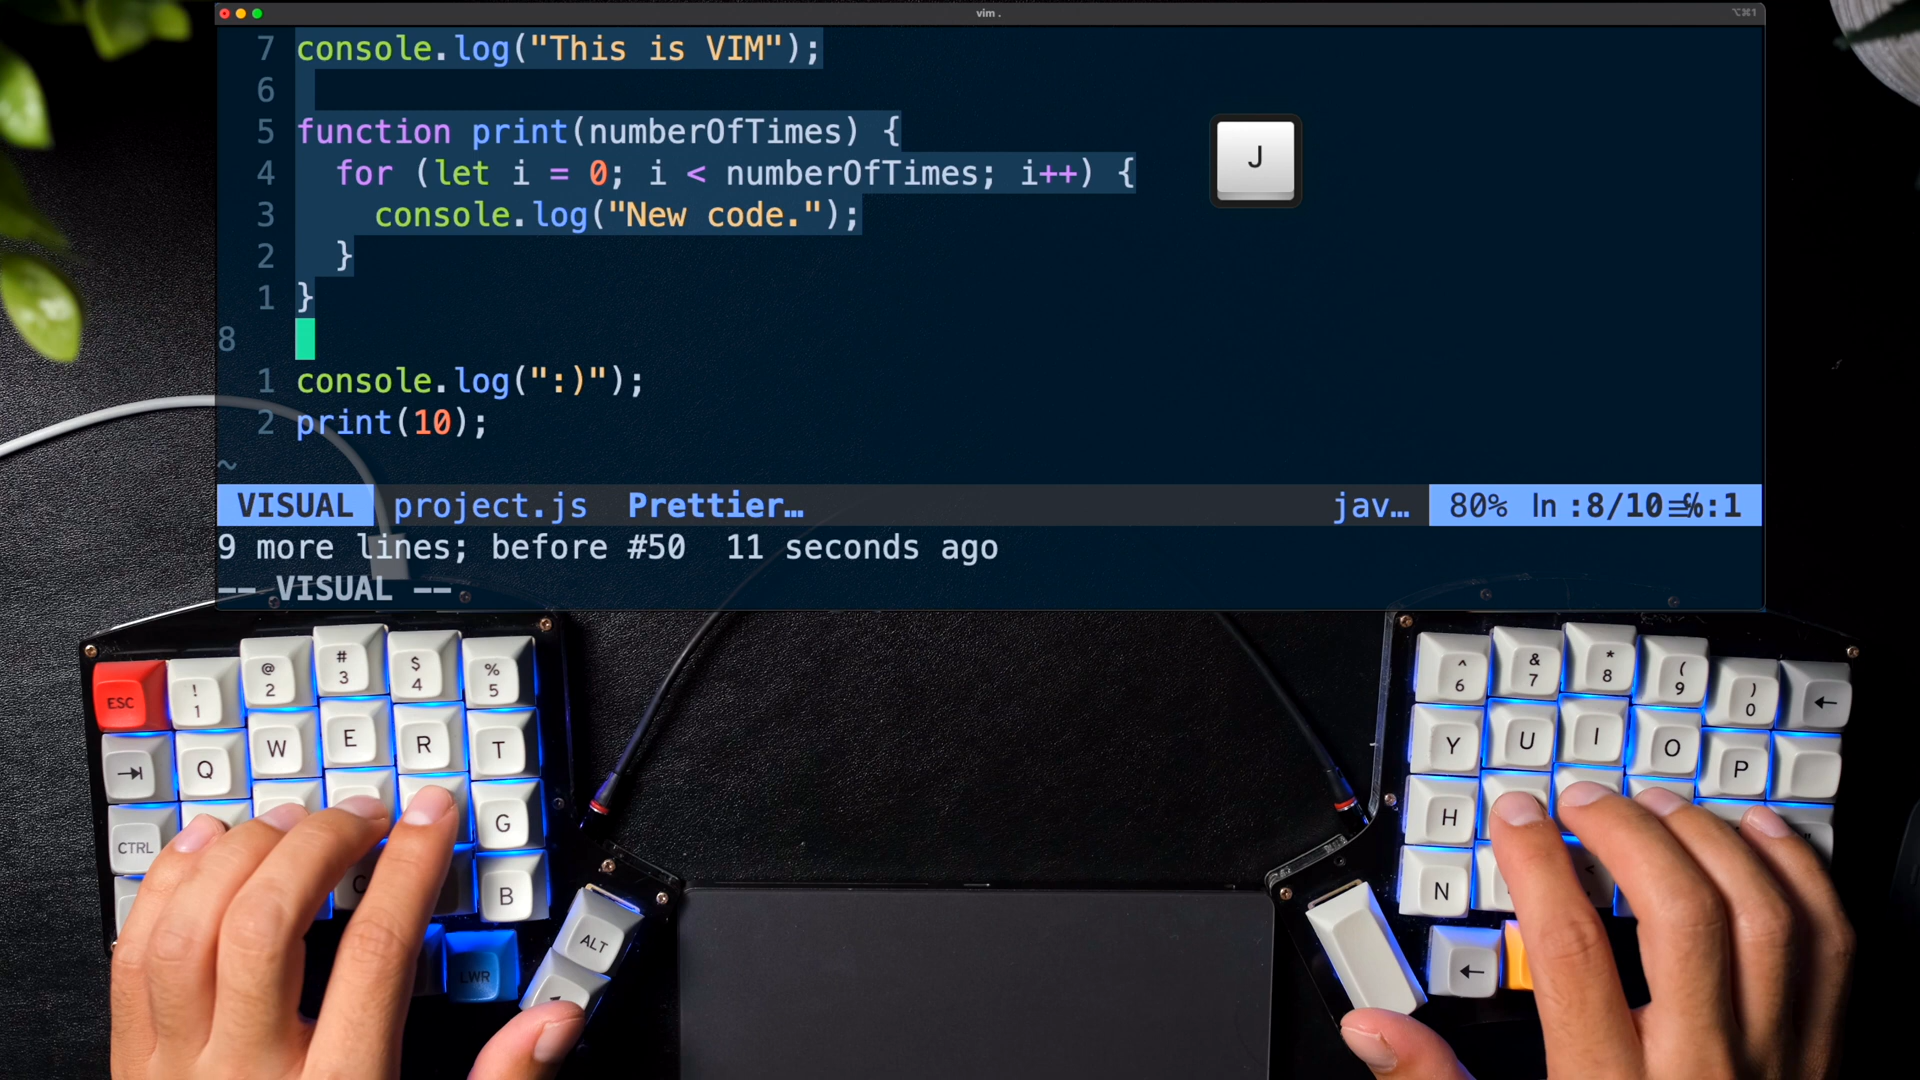 vim .
⌥⌘1
7 console.log("This is VIM");
6
5 function print(numberOfTimes) {
4 for (let i = 0; i < numberOfTimes; i++) {
3 console.log("New code.");
2 }
1 }
8
1 console.log(":)");
2 print(10);
~
VISUAL project.js Prettier… jav… 80% ln :8/10 ℅:1
9 more lines; before #50 11 seconds ago
-- VISUAL --
J
ESC ! 1 @ 2 # 3 $ 4 % 5
Q W E R T
CTRL G
C B
LWR ALT
^ 6 & 7 * 8 ( 9 ) 0 ←
Y U I O P
H "
N <
←